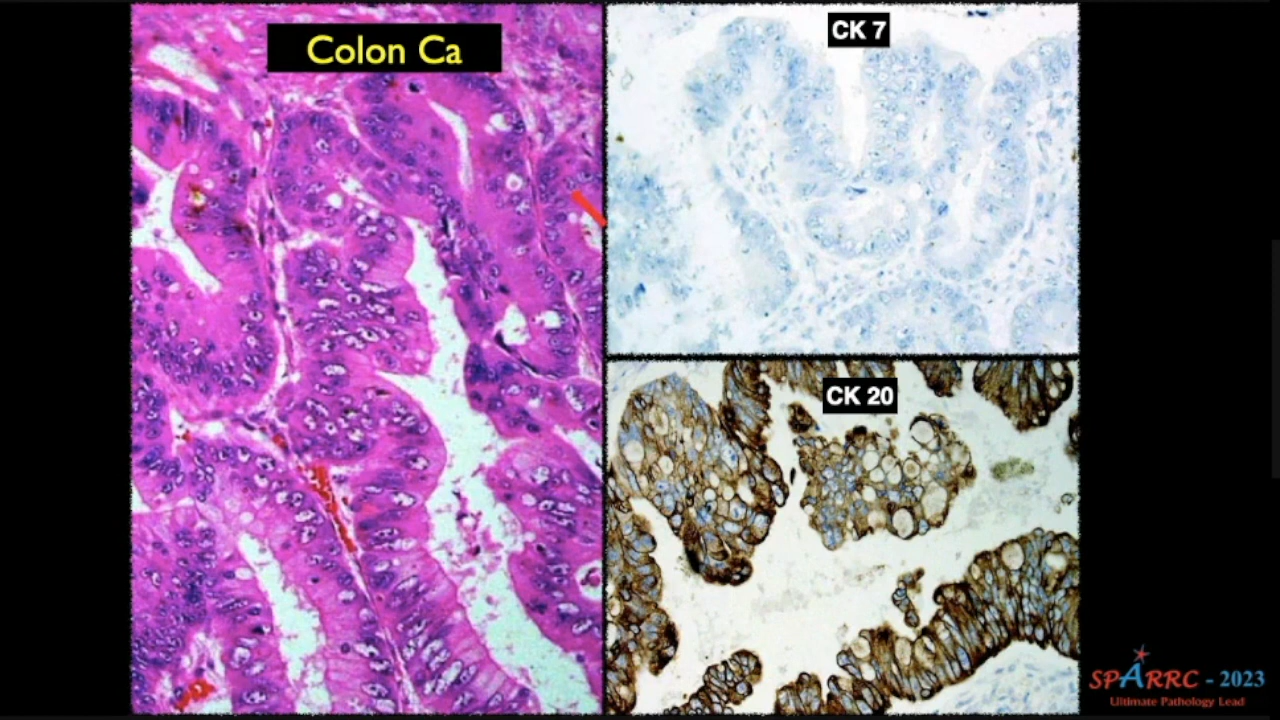 Colon Ca
CK 7
CK 20
SPARRC - 2023
Ultimate Pathology Lead